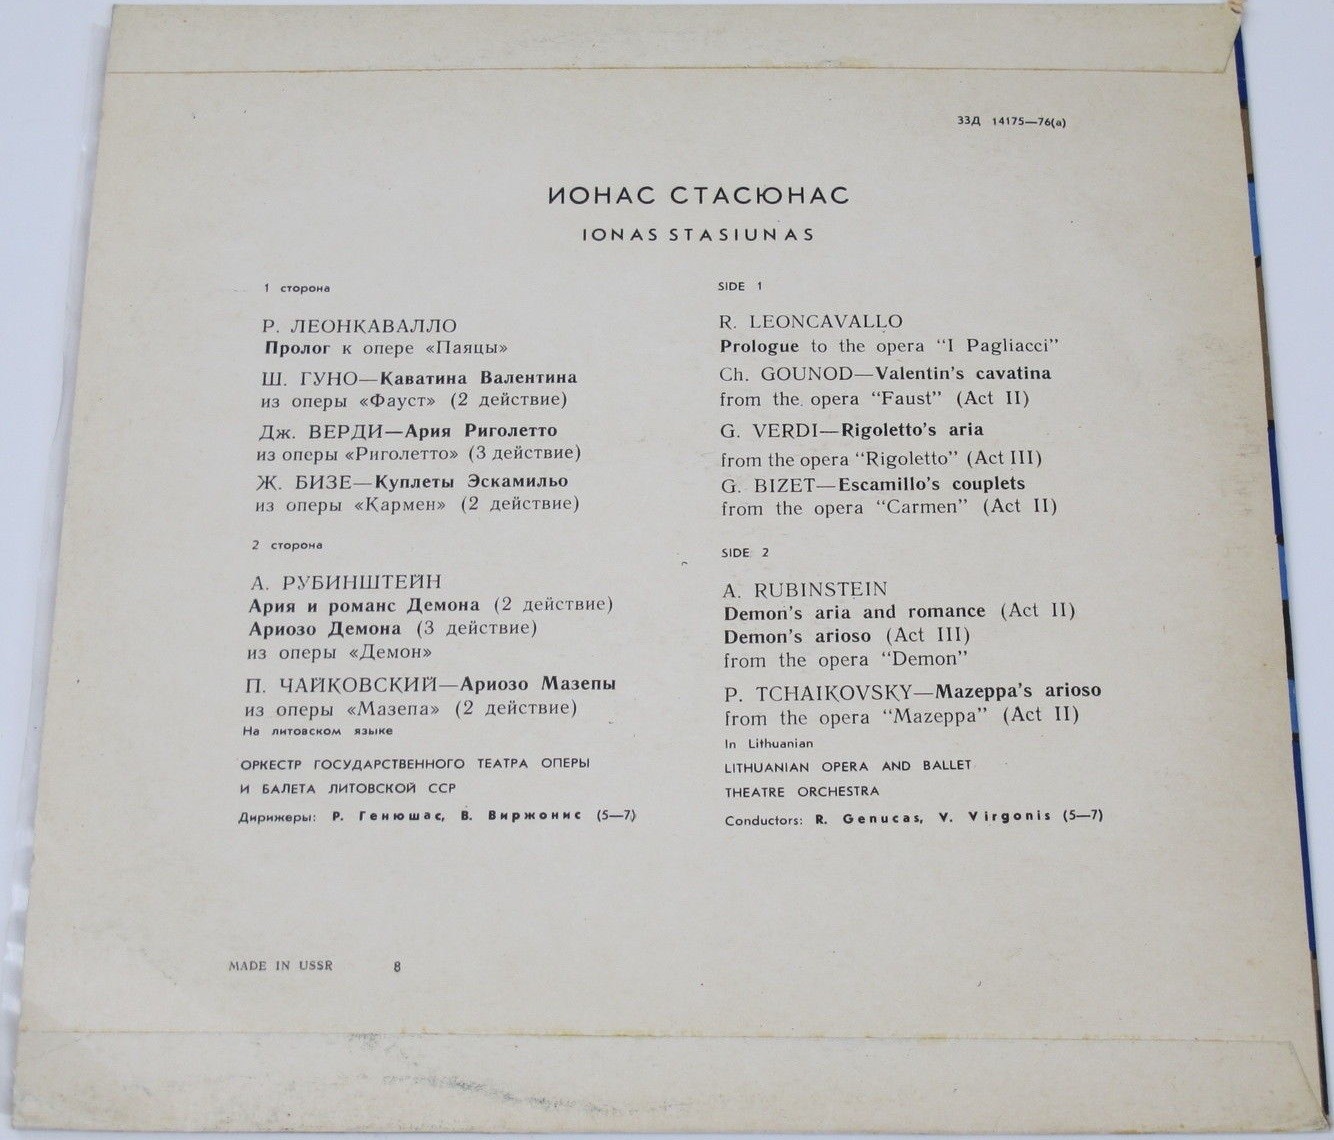 33Д 14175—76(а)
ИОНАС СТАСЮНАС
IONAS STASIUNAS
1 сторона
Р. ЛЕОНКАВАЛЛО
Пролог к опере «Паяцы»
Ш. ГУНО—Каватина Валентина
из оперы «Фауст» (2 действие)
Дж. ВЕРДИ—Ария Риголетто
из оперы «Риголетто» (3 действие)
Ж. БИЗЕ—Куплеты Эскамильо
из оперы «Кармен» (2 действие)
2 сторона
А. РУБИНШТЕЙН
Ария и романс Демона (2 действие)
Ариозо Демона (3 действие)
из оперы «Демон»
П. ЧАЙКОВСКИЙ—Ариозо Мазепы
из оперы «Мазепа» (2 действие)
На литовском языке
ОРКЕСТР ГОСУДАРСТВЕННОГО ТЕАТРА ОПЕРЫ
И БАЛЕТА ЛИТОВСКОЙ ССР
Дирижеры: Р. Генюшас, В. Виржонис (5—7)
SIDE 1
R. LEONCAVALLO
Prologue to the opera “I Pagliacci”
Ch. GOUNOD—Valentin's cavatina
from the opera “Faust” (Act II)
G. VERDI—Rigoletto's aria
from the opera “Rigoletto” (Act III)
G. BIZET—Escamillo's couplets
from the opera “Carmen” (Act II)
SIDE 2
A. RUBINSTEIN
Demon's aria and romance (Act II)
Demon's arioso (Act III)
from the opera “Demon”
P. TCHAIKOVSKY—Mazeppa's arioso
from the opera “Mazeppa” (Act II)
In Lithuanian
LITHUANIAN OPERA AND BALLET
THEATRE ORCHESTRA
Conductors: R. Genucas, V. Virgonis (5—7)
MADE IN USSR 8